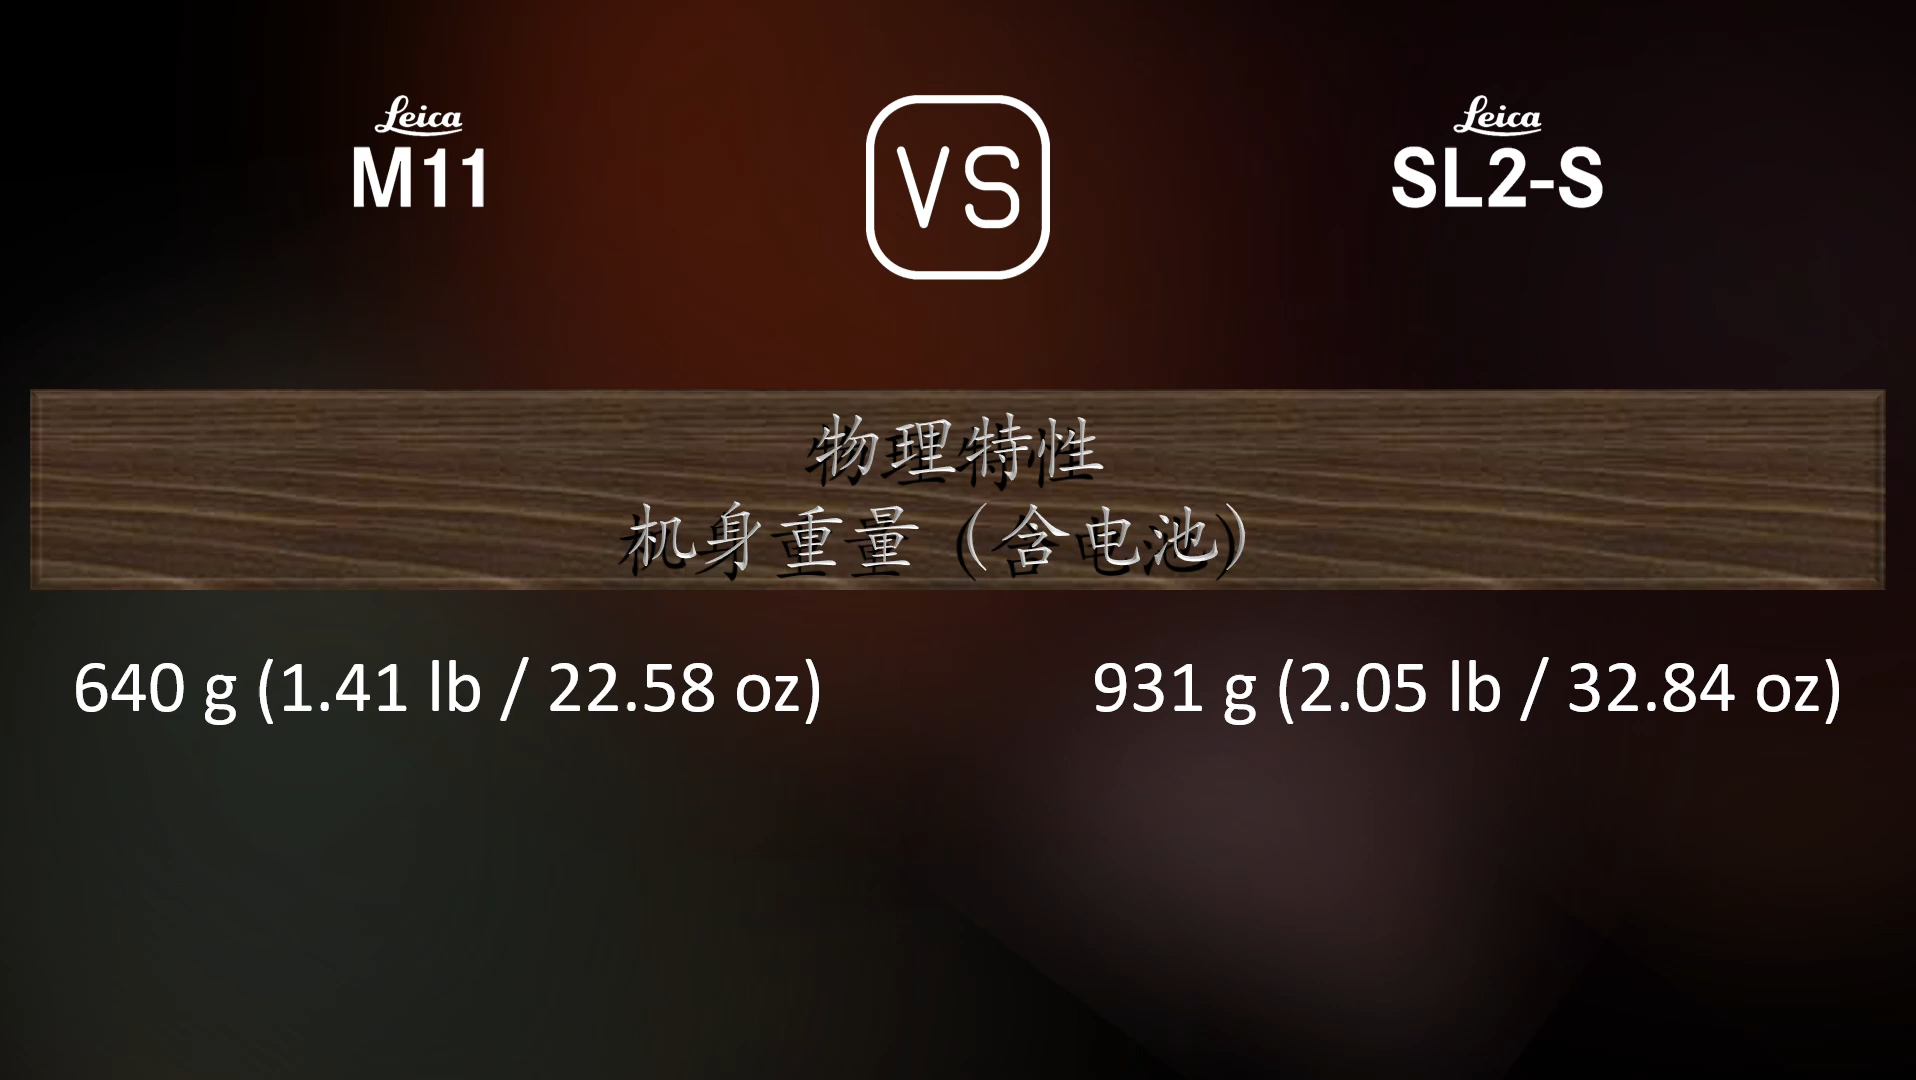 Leica
M11
VS
Leica
SL2-S
物理特性
机身重量（含电池）
640 g (1.41 lb / 22.58 oz)
931 g (2.05 lb / 32.84 oz)